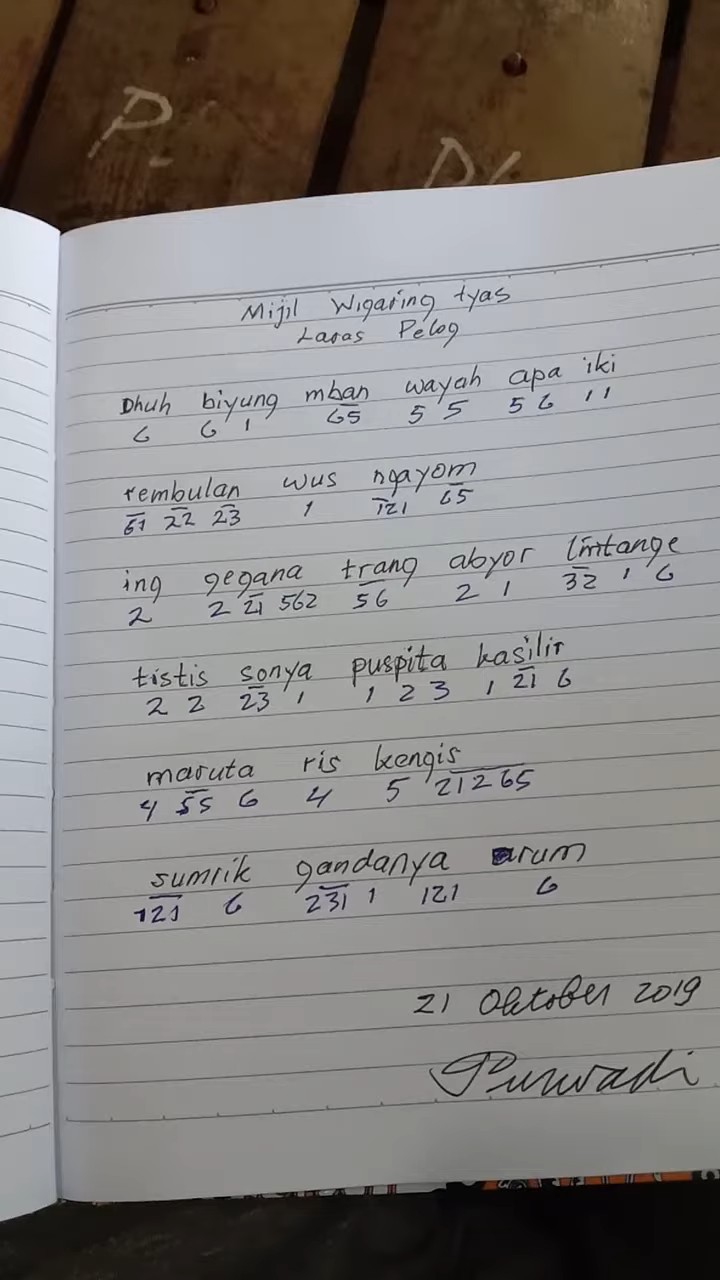 P.
Mijil Wigaring tyas
Laras Pelog
Dhuh biyung mban wayah apa iki
6 6 1 65 5 5 5 6 1 1
rembulan wus ngayom
61 22 23 1 121 65
ing gegana trang abyor lintange
2 2 21 562 56 2 1 32 1 6
tistis sonya puspita kasilir
2 2 23 1 1 2 3 1 21 6
maruta ris kengis
4 55 6 4 5 21265
sumrik gandanya arum
121 6 231 1 121 6
21 Oktober 2019
Purwadi